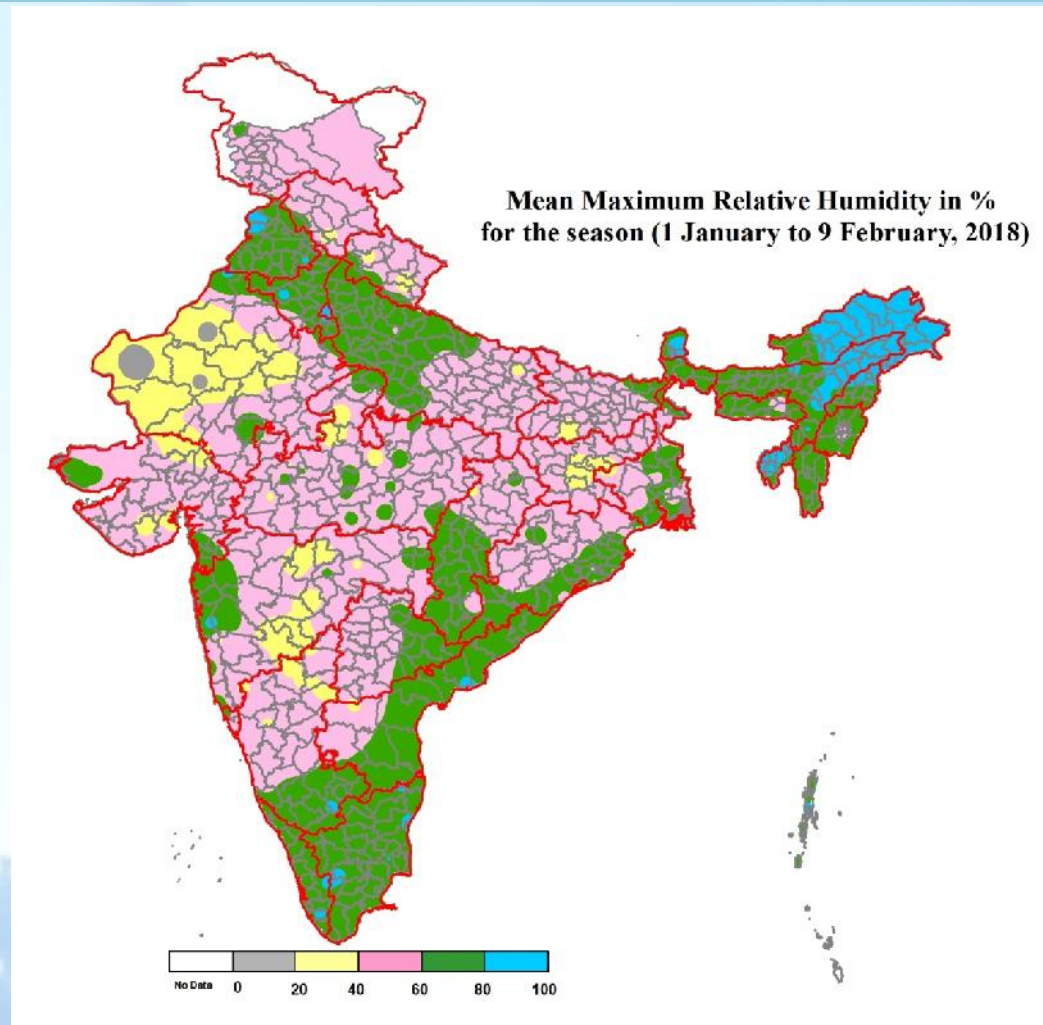 Mean Maximum Relative Humidity in %
for the season (1 January to 9 February, 2018)
No Data 0 20 40 60 80 100